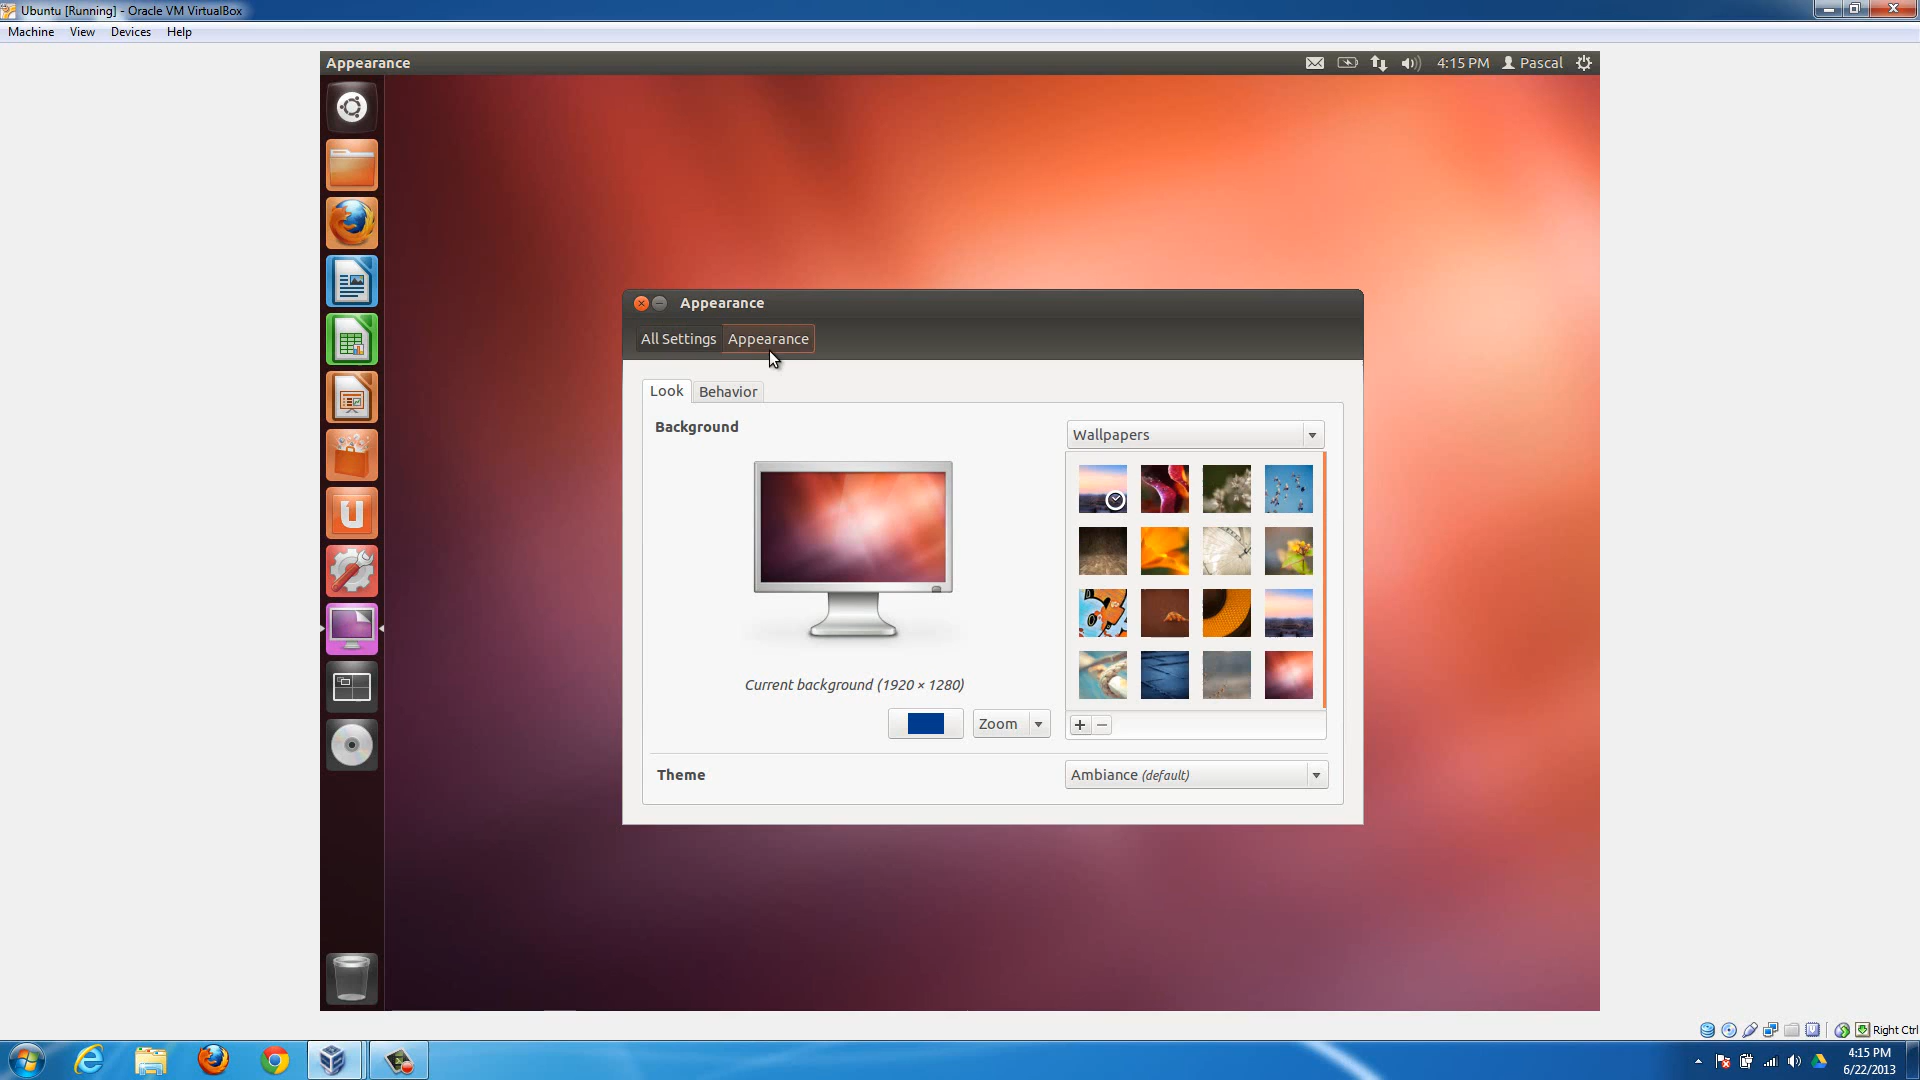 Ubuntu [Running] - Oracle VM VirtualBox
Machine View Devices Help
Appearance 4:15 PM Pascal
Appearance
All Settings Appearance
Look Behavior
Background
Wallpapers
Current background (1920 × 1280)
Zoom
Theme
Ambiance (default)
Right Ctrl
4:15 PM
6/22/2013